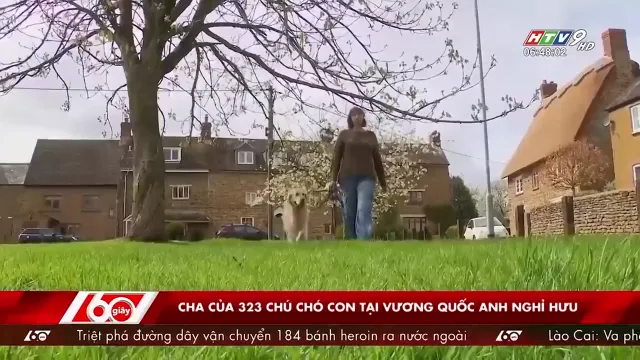 HTV9 HD
06:48:02
60 giây
CHA CỦA 323 CHÚ CHÓ CON TẠI VƯƠNG QUỐC ANH NGHỈ HƯU
60 Triệt phá đường dây vận chuyển 184 bánh heroin ra nước ngoài 60 Lào Cai: Va ph